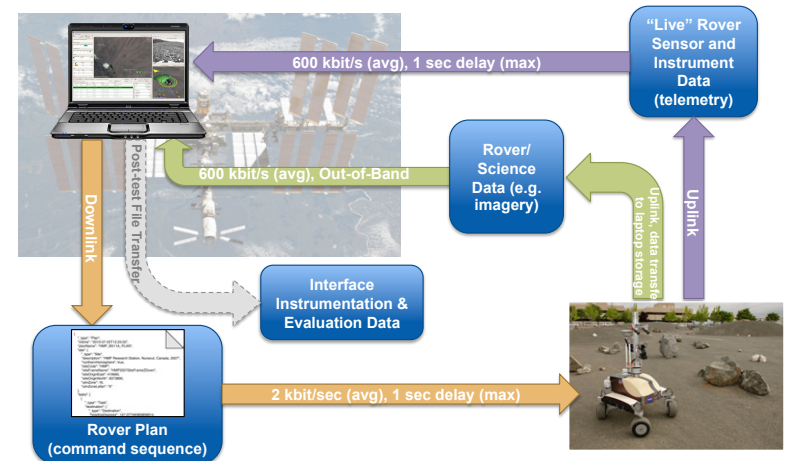 “Live” Rover
Sensor and
Instrument
Data
(telemetry)
600 kbit/s (avg), 1 sec delay (max)
Rover/
Science
Data (e.g.
imagery)
600 kbit/s (avg), Out-of-Band
Uplink
Uplink, data transfe
to laptop storage
Downlink
Post-test File Transfer
Interface
Instrumentation &
Evaluation Data
2 kbit/sec (avg), 1 sec delay (max)
Rover Plan
(command sequence)